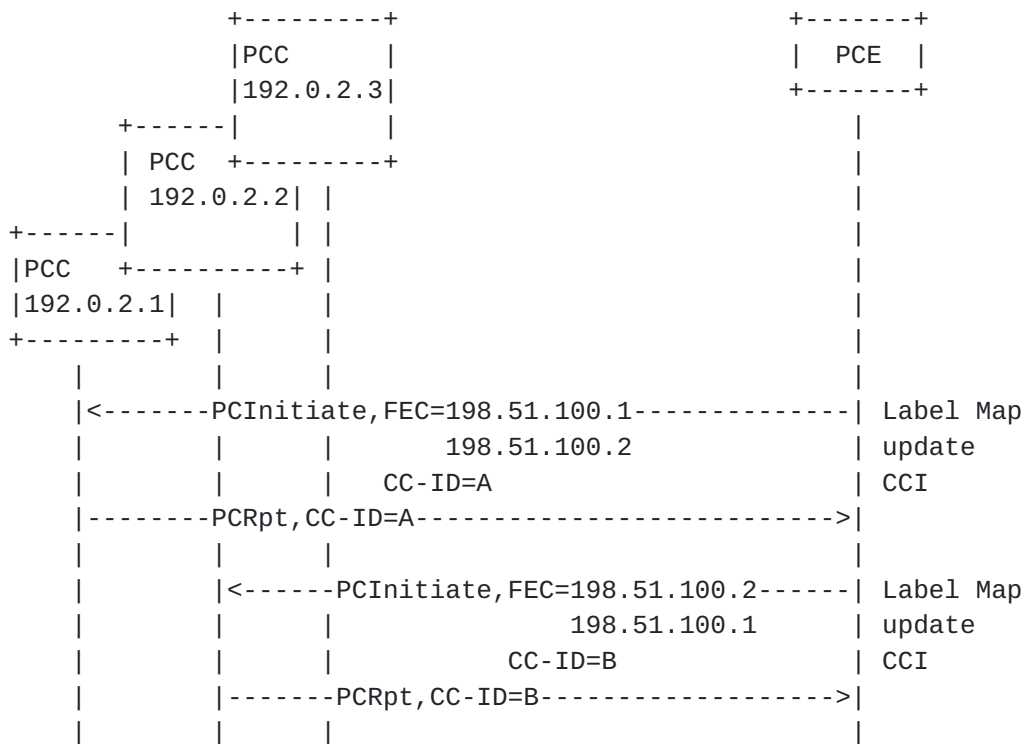 PCC PCE
192.0.2.3
PCC
192.0.2.2
PCC
192.0.2.1
PCInitiate,FEC=198.51.100.1 Label Map
198.51.100.2 update
CC-ID=A CCI
PCRpt,CC-ID=A
PCInitiate,FEC=198.51.100.2 Label Map
198.51.100.1 update
CC-ID=B CCI
PCRpt,CC-ID=B